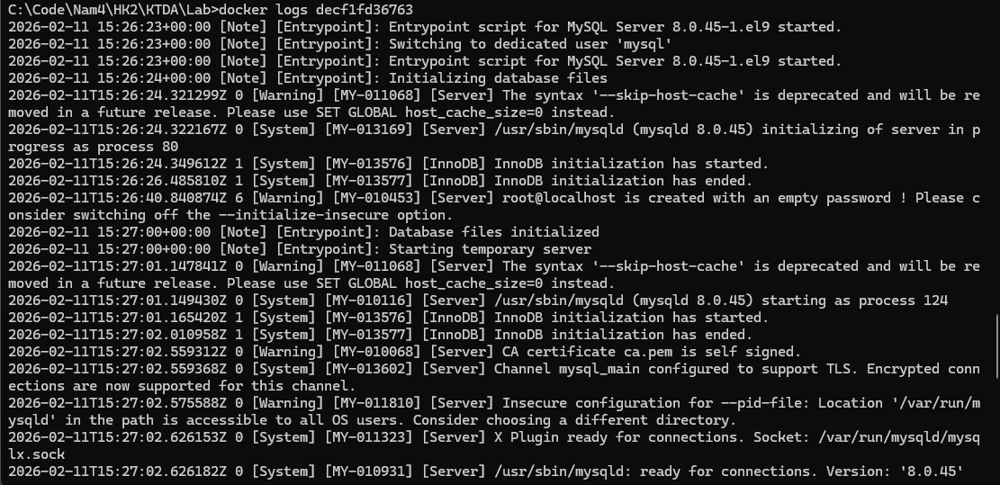 C:\Code\Nam4\HK2\KTDA\Lab>docker logs decf1fd36763
2026-02-11 15:26:23+00:00 [Note] [Entrypoint]: Entrypoint script for MySQL Server 8.0.45-1.el9 started.
2026-02-11 15:26:23+00:00 [Note] [Entrypoint]: Switching to dedicated user 'mysql'
2026-02-11 15:26:23+00:00 [Note] [Entrypoint]: Entrypoint script for MySQL Server 8.0.45-1.el9 started.
2026-02-11 15:26:24+00:00 [Note] [Entrypoint]: Initializing database files
2026-02-11T15:26:24.321299Z 0 [Warning] [MY-011068] [Server] The syntax '--skip-host-cache' is deprecated and will be re
moved in a future release. Please use SET GLOBAL host_cache_size=0 instead.
2026-02-11T15:26:24.322167Z 0 [System] [MY-013169] [Server] /usr/sbin/mysqld (mysqld 8.0.45) initializing of server in p
rogress as process 80
2026-02-11T15:26:24.349612Z 1 [System] [MY-013576] [InnoDB] InnoDB initialization has started.
2026-02-11T15:26:26.485810Z 1 [System] [MY-013577] [InnoDB] InnoDB initialization has ended.
2026-02-11T15:26:40.840874Z 6 [Warning] [MY-010453] [Server] root@localhost is created with an empty password ! Please c
onsider switching off the --initialize-insecure option.
2026-02-11 15:27:00+00:00 [Note] [Entrypoint]: Database files initialized
2026-02-11 15:27:00+00:00 [Note] [Entrypoint]: Starting temporary server
2026-02-11T15:27:01.147841Z 0 [Warning] [MY-011068] [Server] The syntax '--skip-host-cache' is deprecated and will be re
moved in a future release. Please use SET GLOBAL host_cache_size=0 instead.
2026-02-11T15:27:01.149430Z 0 [System] [MY-010116] [Server] /usr/sbin/mysqld (mysqld 8.0.45) starting as process 124
2026-02-11T15:27:01.165420Z 1 [System] [MY-013576] [InnoDB] InnoDB initialization has started.
2026-02-11T15:27:02.010958Z 1 [System] [MY-013577] [InnoDB] InnoDB initialization has ended.
2026-02-11T15:27:02.559312Z 0 [Warning] [MY-010068] [Server] CA certificate ca.pem is self signed.
2026-02-11T15:27:02.559368Z 0 [System] [MY-013602] [Server] Channel mysql_main configured to support TLS. Encrypted conn
ections are now supported for this channel.
2026-02-11T15:27:02.575588Z 0 [Warning] [MY-011810] [Server] Insecure configuration for --pid-file: Location '/var/run/m
ysqld' in the path is accessible to all OS users. Consider choosing a different directory.
2026-02-11T15:27:02.626153Z 0 [System] [MY-011323] [Server] X Plugin ready for connections. Socket: /var/run/mysqld/mysq
lx.sock
2026-02-11T15:27:02.626182Z 0 [System] [MY-010931] [Server] /usr/sbin/mysqld: ready for connections. Version: '8.0.45'